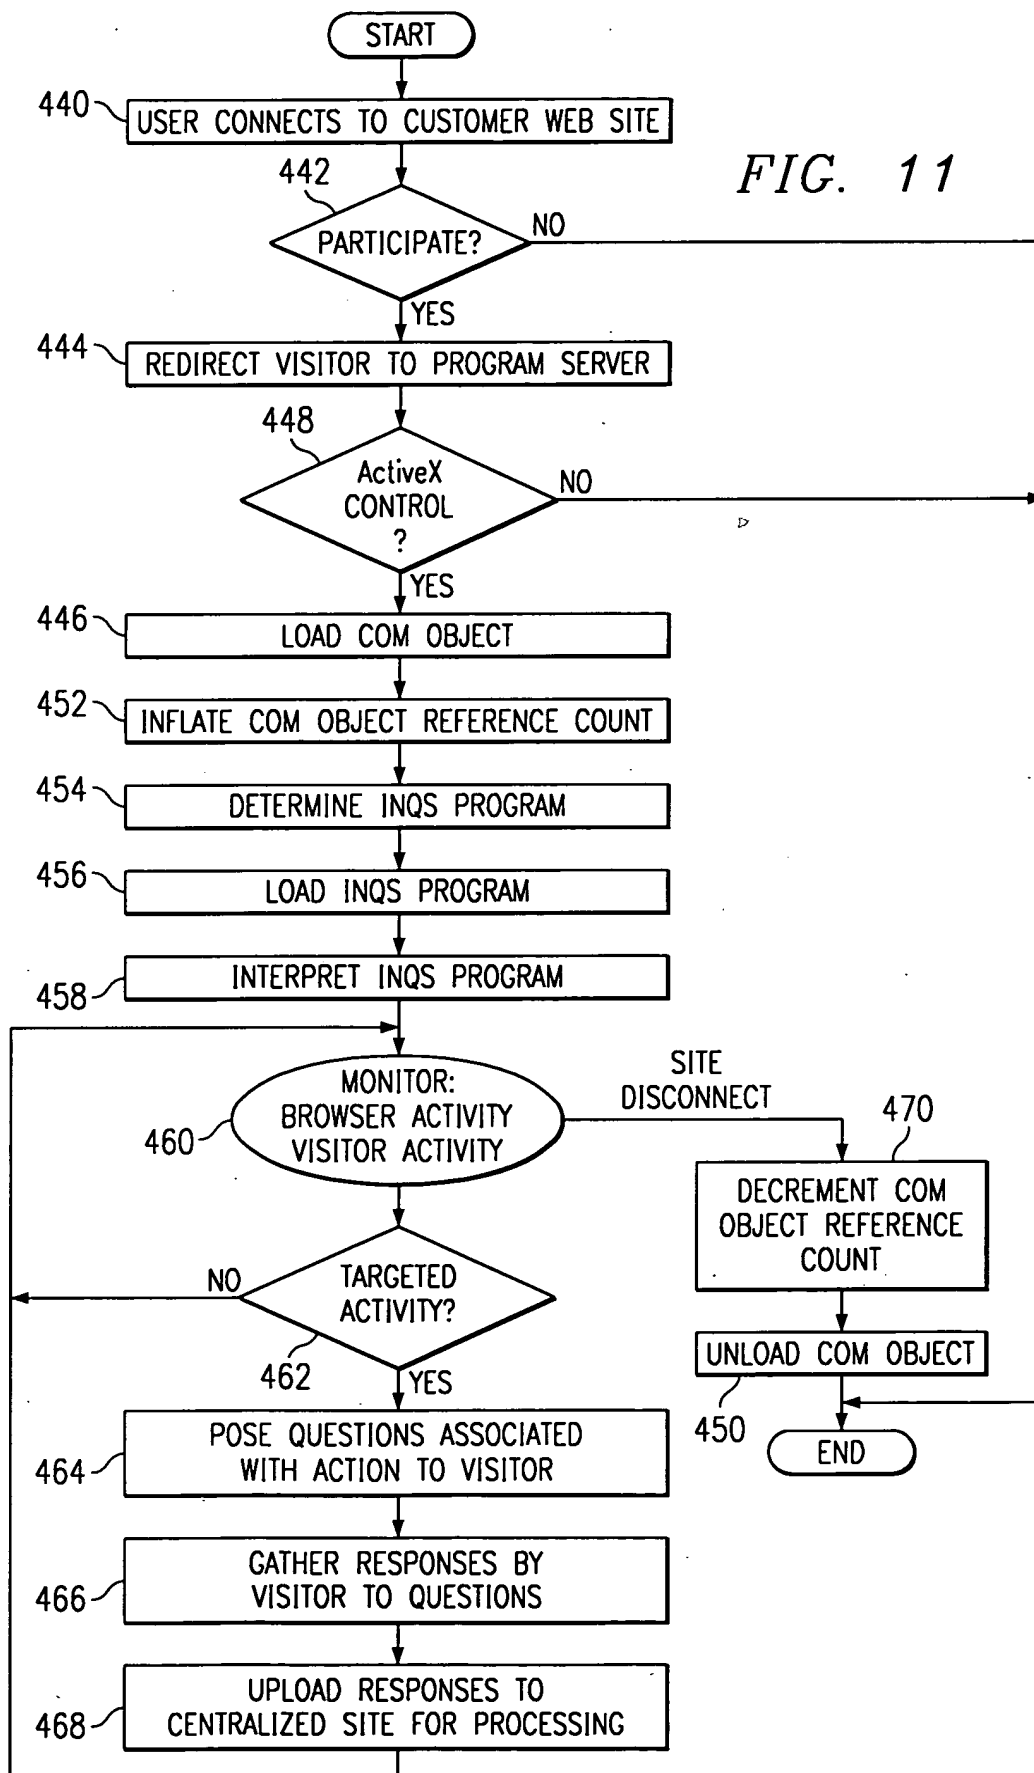 START
440
USER CONNECTS TO CUSTOMER WEB SITE
FIG. 11
442
PARTICIPATE?
NO
YES
444
REDIRECT VISITOR TO PROGRAM SERVER
448
ActiveX
CONTROL
?
NO
YES
446
LOAD COM OBJECT
452
INFLATE COM OBJECT REFERENCE COUNT
454
DETERMINE INQS PROGRAM
456
LOAD INQS PROGRAM
458
INTERPRET INQS PROGRAM
MONITOR:
BROWSER ACTIVITY
VISITOR ACTIVITY
460
SITE
DISCONNECT
470
DECREMENT COM
OBJECT REFERENCE
COUNT
NO
TARGETED
ACTIVITY?
462
YES
UNLOAD COM OBJECT
450
END
464
POSE QUESTIONS ASSOCIATED
WITH ACTION TO VISITOR
466
GATHER RESPONSES BY
VISITOR TO QUESTIONS
468
UPLOAD RESPONSES TO
CENTRALIZED SITE FOR PROCESSING